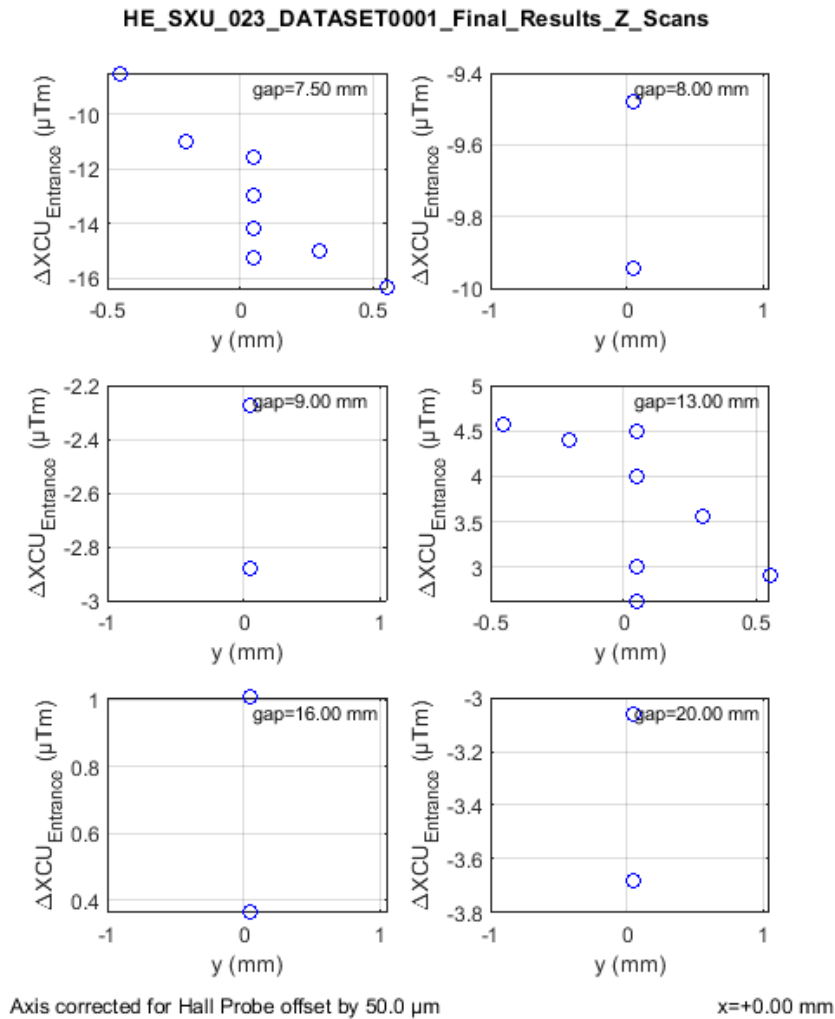 HE_SXU_023_DATASET0001_Final_Results_Z_Scans
gap=7.50 mm
ΔXCU_Entrance (μTm)
-10
-12
-14
-16
-0.5 0 0.5
y (mm)
gap=8.00 mm
ΔXCU_Entrance (μTm)
-9.4
-9.6
-9.8
-10
-1 0 1
y (mm)
gap=9.00 mm
ΔXCU_Entrance (μTm)
-2.2
-2.4
-2.6
-2.8
-3
-1 0 1
y (mm)
gap=13.00 mm
ΔXCU_Entrance (μTm)
5
4.5
4
3.5
3
-0.5 0 0.5
y (mm)
gap=16.00 mm
ΔXCU_Entrance (μTm)
1
0.8
0.6
0.4
-1 0 1
y (mm)
gap=20.00 mm
ΔXCU_Entrance (μTm)
-3
-3.2
-3.4
-3.6
-3.8
-1 0 1
y (mm)
Axis corrected for Hall Probe offset by 50.0 μm
x=+0.00 mm